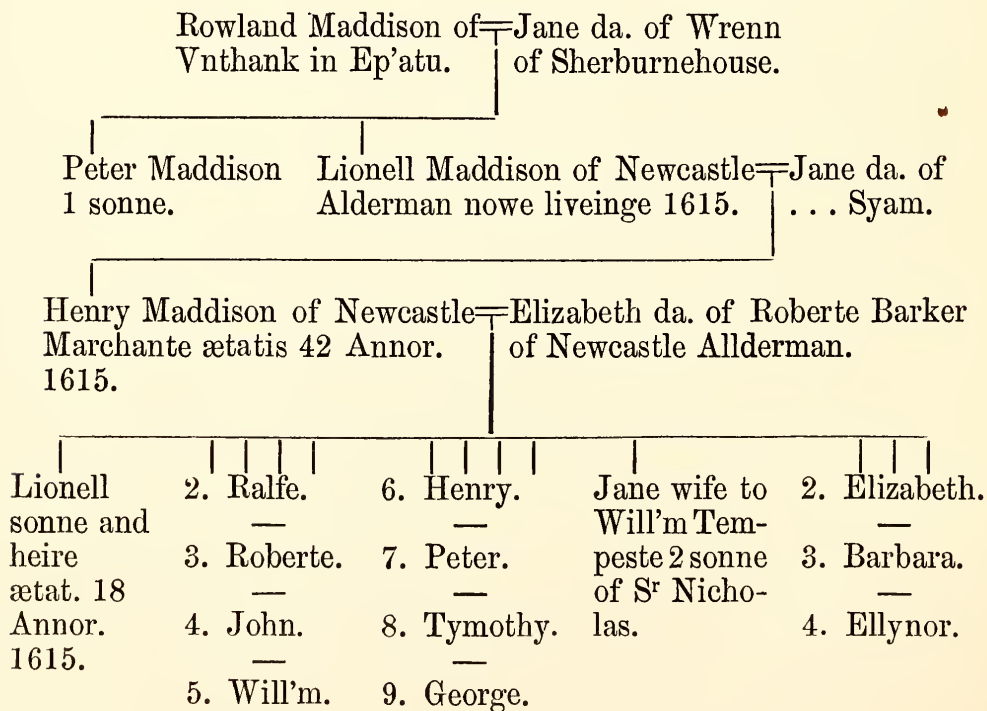 Rowland Maddison of Jane da. of Wrenn
Vnthank in Ep'atu. of Sherburnehouse.
Peter Maddison
1 sonne.
Lionell Maddison of Newcastle
Alderman nowe liveinge 1615.
Jane da. of
. . . Syam.
Henry Maddison of Newcastle
Marchante ætatis 42 Annor.
1615.
Elizabeth da. of Roberte Barker
of Newcastle Allderman.
Lionell
sonne and
heire
ætat. 18
Annor.
1615.
2. Ralfe.
—
3. Roberte.
—
4. John.
—
5. Will'm.
6. Henry.
—
7. Peter.
—
8. Tymothy.
—
9. George.
Jane wife to
Will'm Tem-
peste 2 sonne
of Sʳ Nicho-
las.
2. Elizabeth.
—
3. Barbara.
—
4. Ellynor.